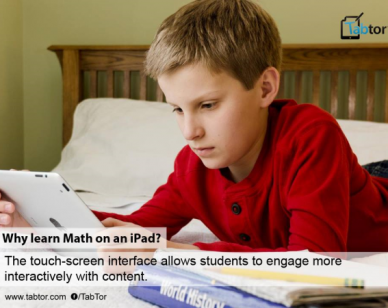 Tabtor
Why learn Math on an iPad?
The touch-screen interface allows students to engage more
interactively with content.
www.tabtor.com f/TabTor
World History